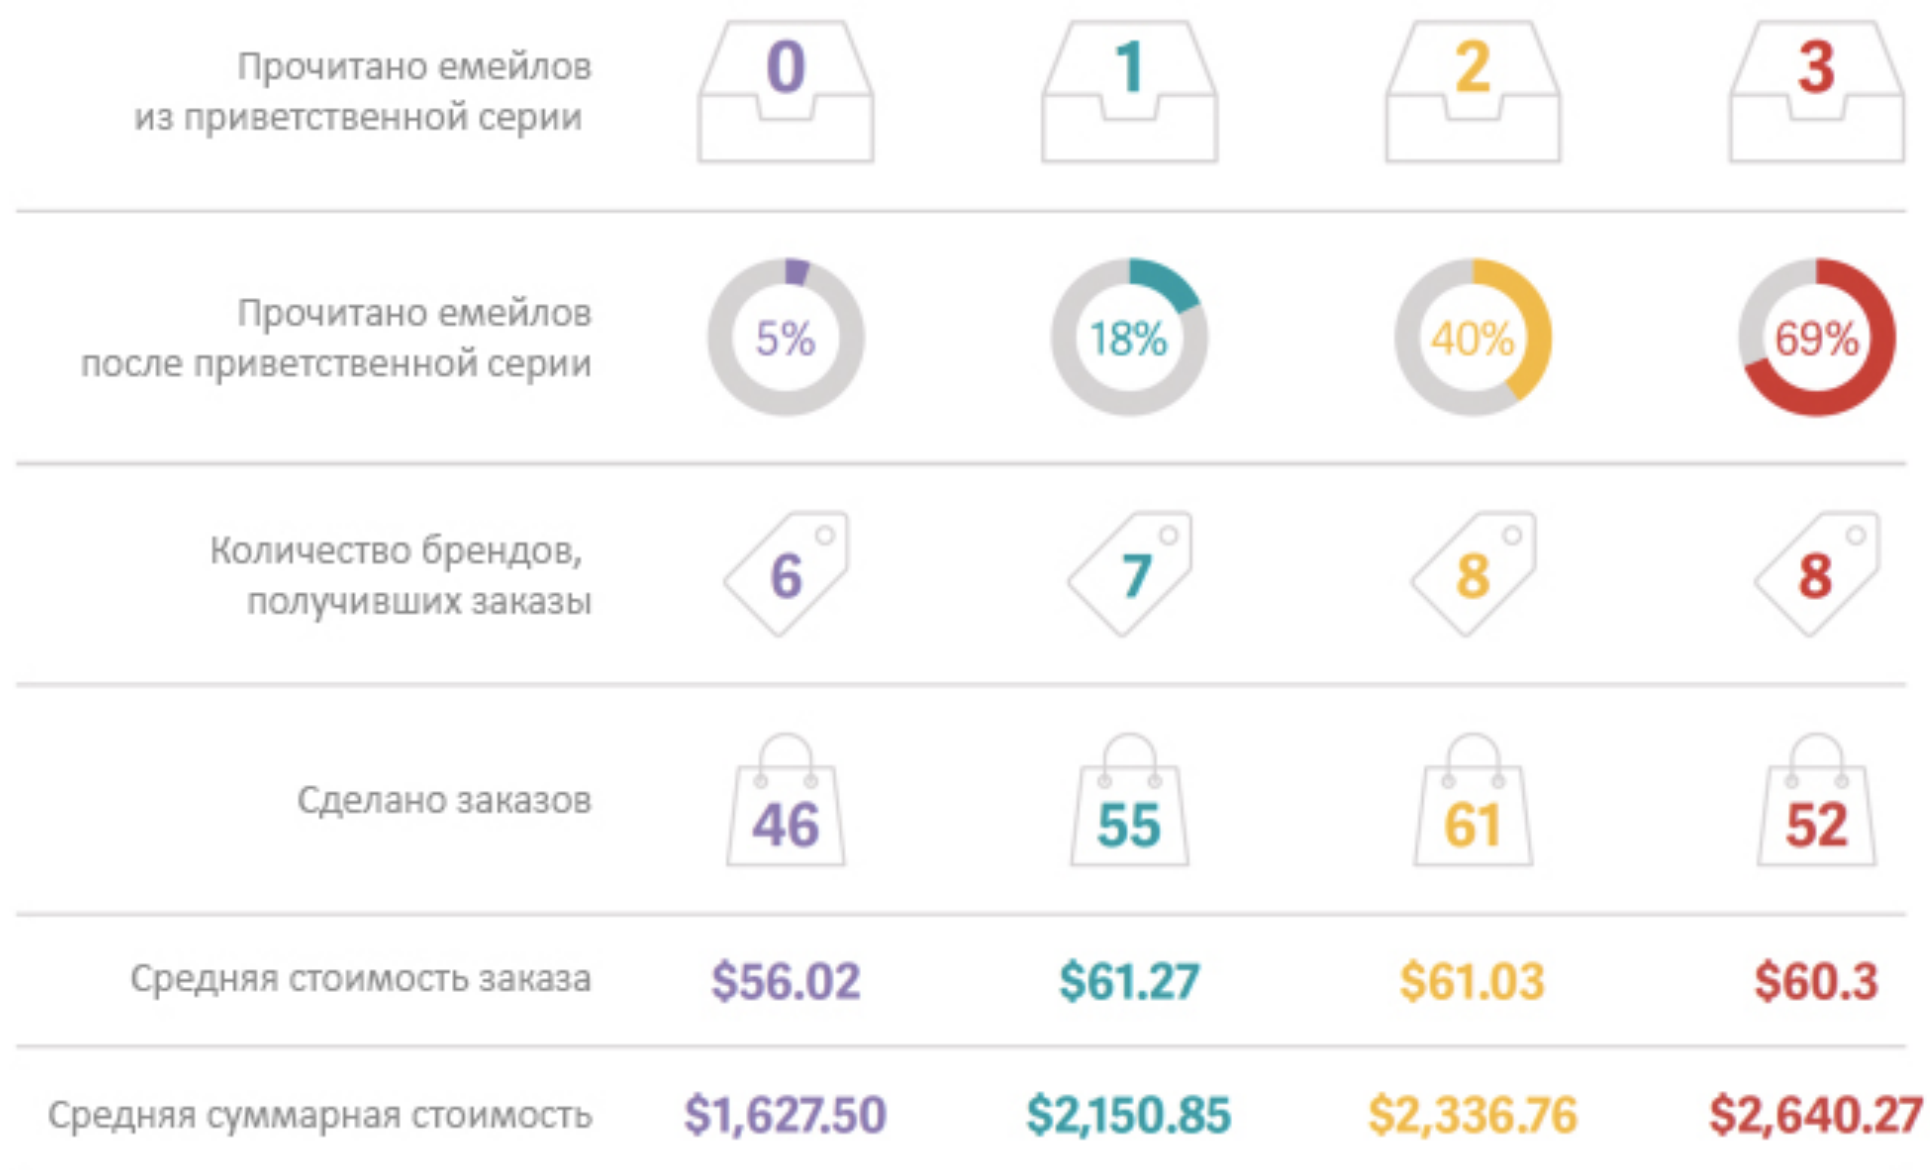 Прочитано емейлов
из приветственной серии
0
1
2
3
Прочитано емейлов
после приветственной серии
5%
18%
40%
69%
Количество брендов,
получивших заказы
6
7
8
8
Сделано заказов
46
55
61
52
Средняя стоимость заказа
$56.02
$61.27
$61.03
$60.3
Средняя суммарная стоимость
$1,627.50
$2,150.85
$2,336.76
$2,640.27